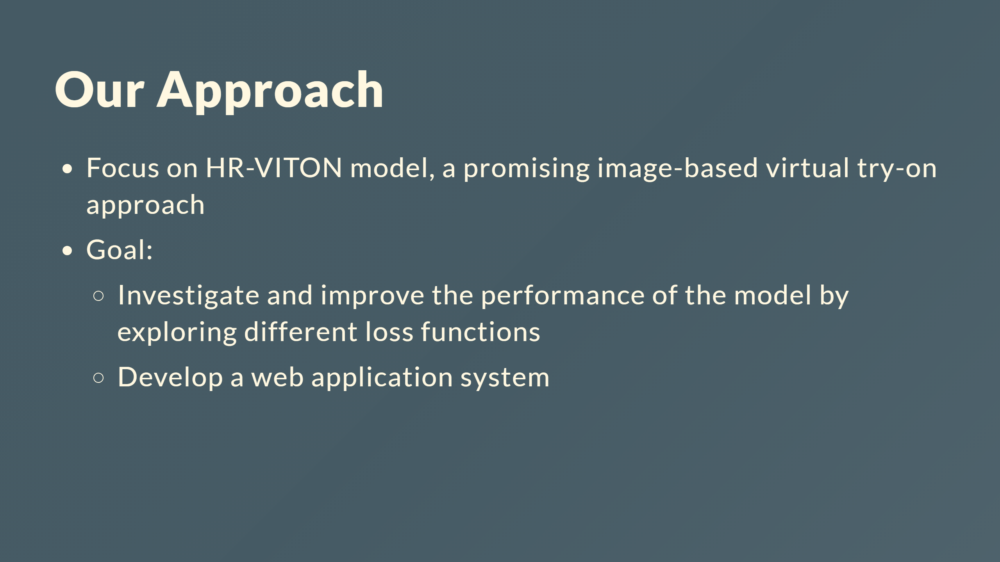 Our Approach
• Focus on HR-VITON model, a promising image-based virtual try-on
approach
• Goal:
○ Investigate and improve the performance of the model by
exploring different loss functions
○ Develop a web application system